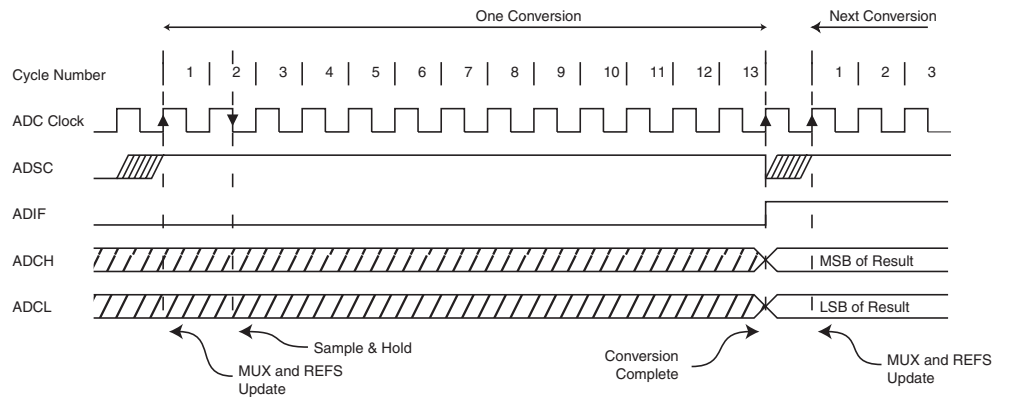 One Conversion
Next Conversion
Cycle Number
1 2 3 4 5 6 7 8 9 10 11 12 13 1 2 3
ADC Clock
ADSC
ADIF
ADCH
MSB of Result
ADCL
LSB of Result
Sample & Hold
MUX and REFS
Update
Conversion
Complete
MUX and REFS
Update